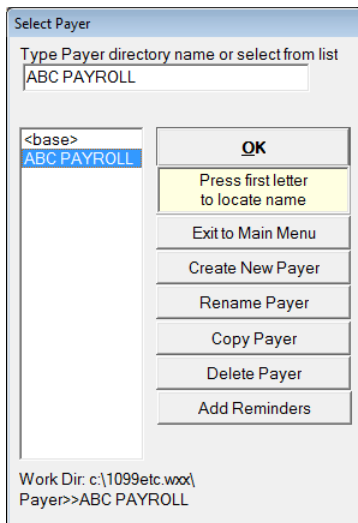 Select Payer
Type Payer directory name or select from list
ABC PAYROLL
<base>
ABC PAYROLL
OK
Press first letter
to locate name
Exit to Main Menu
Create New Payer
Rename Payer
Copy Payer
Delete Payer
Add Reminders
Work Dir: c:\1099etc.wxx\
Payer>>ABC PAYROLL